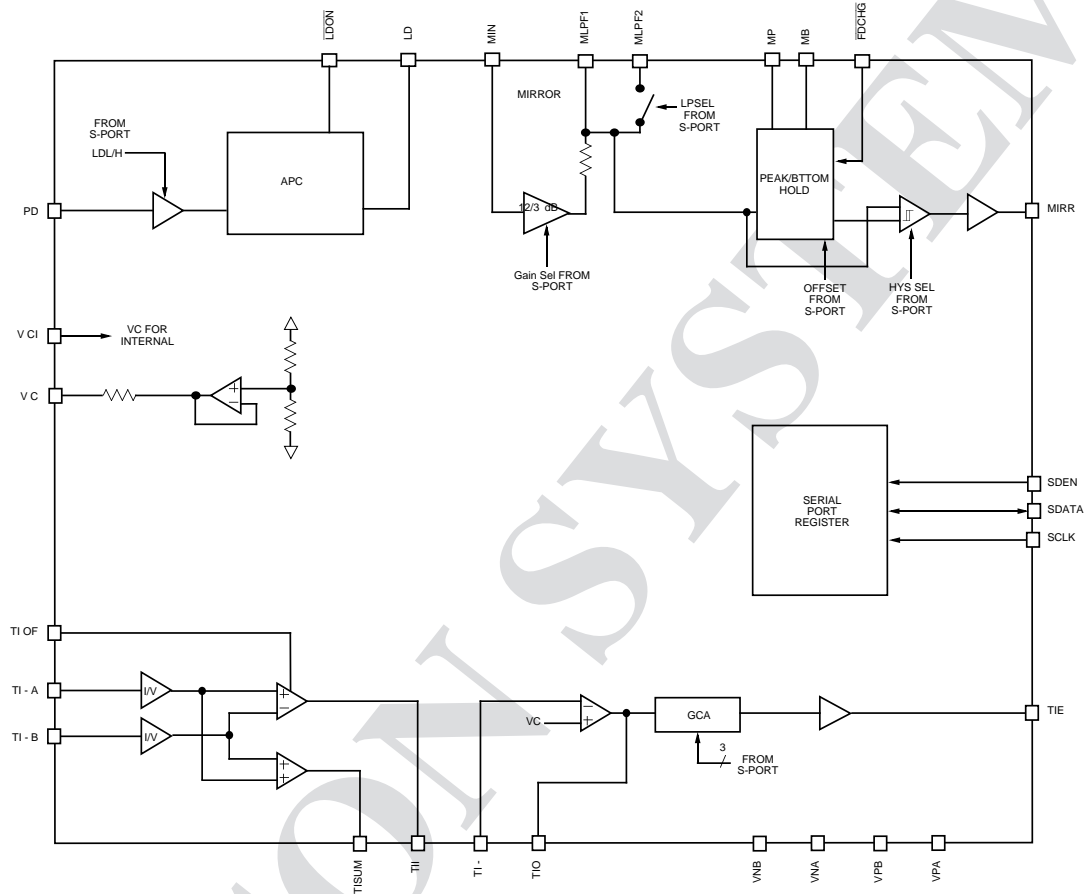 LDON
LD
MIN
MLPF1
MLPF2
MP
MB
FDCHG
MIRROR
LPSEL
FROM
S-PORT
FROM
S-PORT
LDL/H
APC
PEAK/BTTOM
HOLD
PD
12/3 dB
MIRR
Gain Sel FROM
S-PORT
OFFSET
FROM
S-PORT
HYS SEL
FROM
S-PORT
V CI
VC FOR
INTERNAL
V C
+
−
SERIAL
PORT
REGISTER
SDEN
SDATA
SCLK
TI OF
TI - A
I/V
+
−
TI - B
I/V
+
+
−
+
VC
GCA
TIE
3
FROM
S-PORT
TISUM
TII
TI -
TIO
VNB
VNA
VPB
VPA
ON SYSTEM